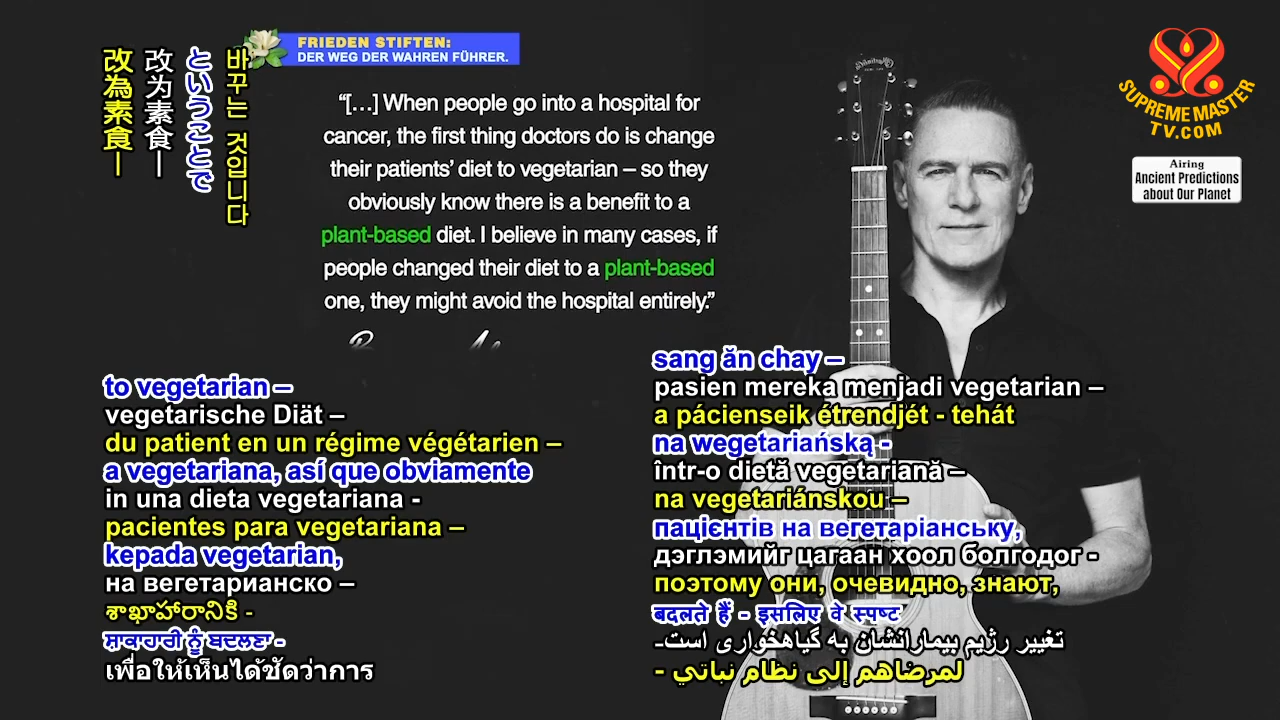 FRIEDEN STIFTEN:
DER WEG DER WAHREN FÜHRER.
SUPREME MASTER
TV.COM
Airing
Ancient Predictions
about Our Planet
바꾸는 것입니다
ということで
改为素食—
改為素食—
“[…] When people go into a hospital for
cancer, the first thing doctors do is change
their patients’ diet to vegetarian – so they
obviously know there is a benefit to a
plant-based diet. I believe in many cases, if
people changed their diet to a plant-based
one, they might avoid the hospital entirely.”
to vegetarian –
vegetarische Diät –
du patient en un régime végétarien –
a vegetariana, así que obviamente
in una dieta vegetariana -
pacientes para vegetariana –
kepada vegetarian,
на вегетарианско –
శాఖాహారానికి -
ਸ਼ਾਕਾਹਾਰੀ ਨੂੰ ਬਦਲਣਾ -
เพื่อให้เห็นได้ชัดว่าการ
sang ăn chay –
pasien mereka menjadi vegetarian –
a pácienseik étrendjét - tehát
na wegetariańską -
într-o dietă vegetariană –
na vegetariánskou –
пацієнтів на вегетаріанську,
дэглэмийг цагаан хоол болгодог -
поэтому они, очевидно, знают,
बदलते हैं - इसलिए वे स्पष्ट
تغییر رژیم بیمارانشان به گیاهخواری است-
لمرضاهم إلى نظام نباتي -